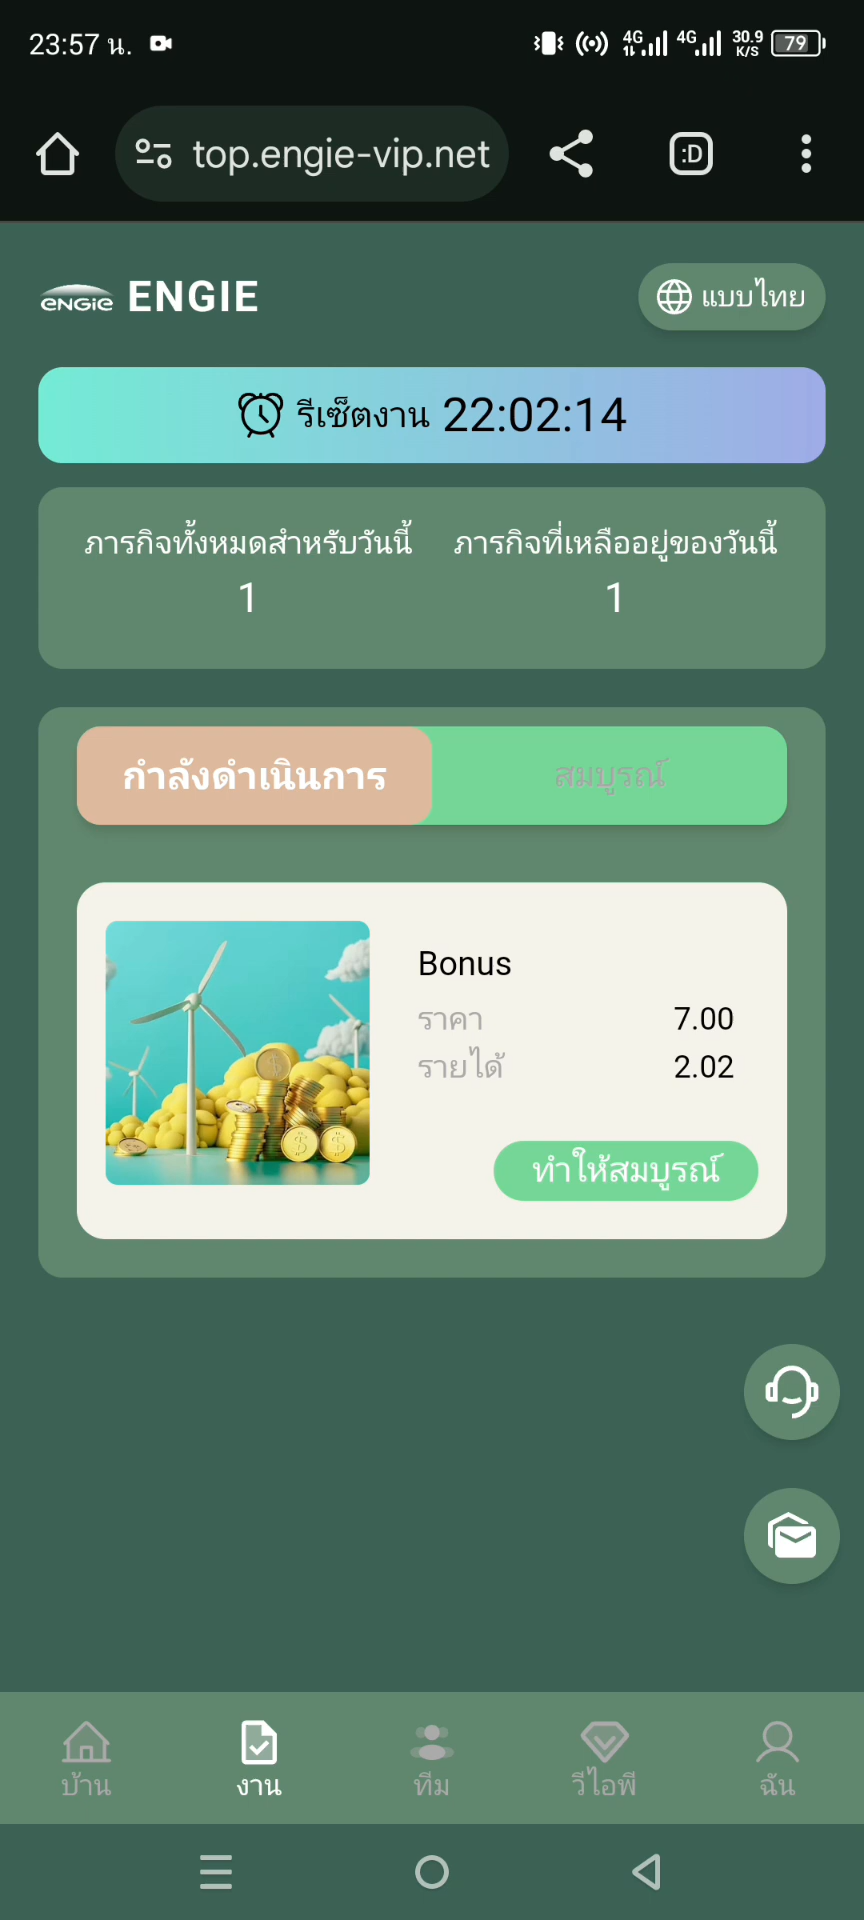 23:57 น.
4G 4G 30.9 K/S 79
top.engie-vip.net :D
ENGIE ENGIE แบบไทย
รีเซ็ตงาน 22:02:14
ภารกิจทั้งหมดสำหรับวันนี้ ภารกิจที่เหลืออยู่ของวันนี้
1 1
กำลังดำเนินการ สมบูรณ์
Bonus
ราคา 7.00
รายได้ 2.02
ทำให้สมบูรณ์
บ้าน งาน ทีม วีไอพี ฉัน